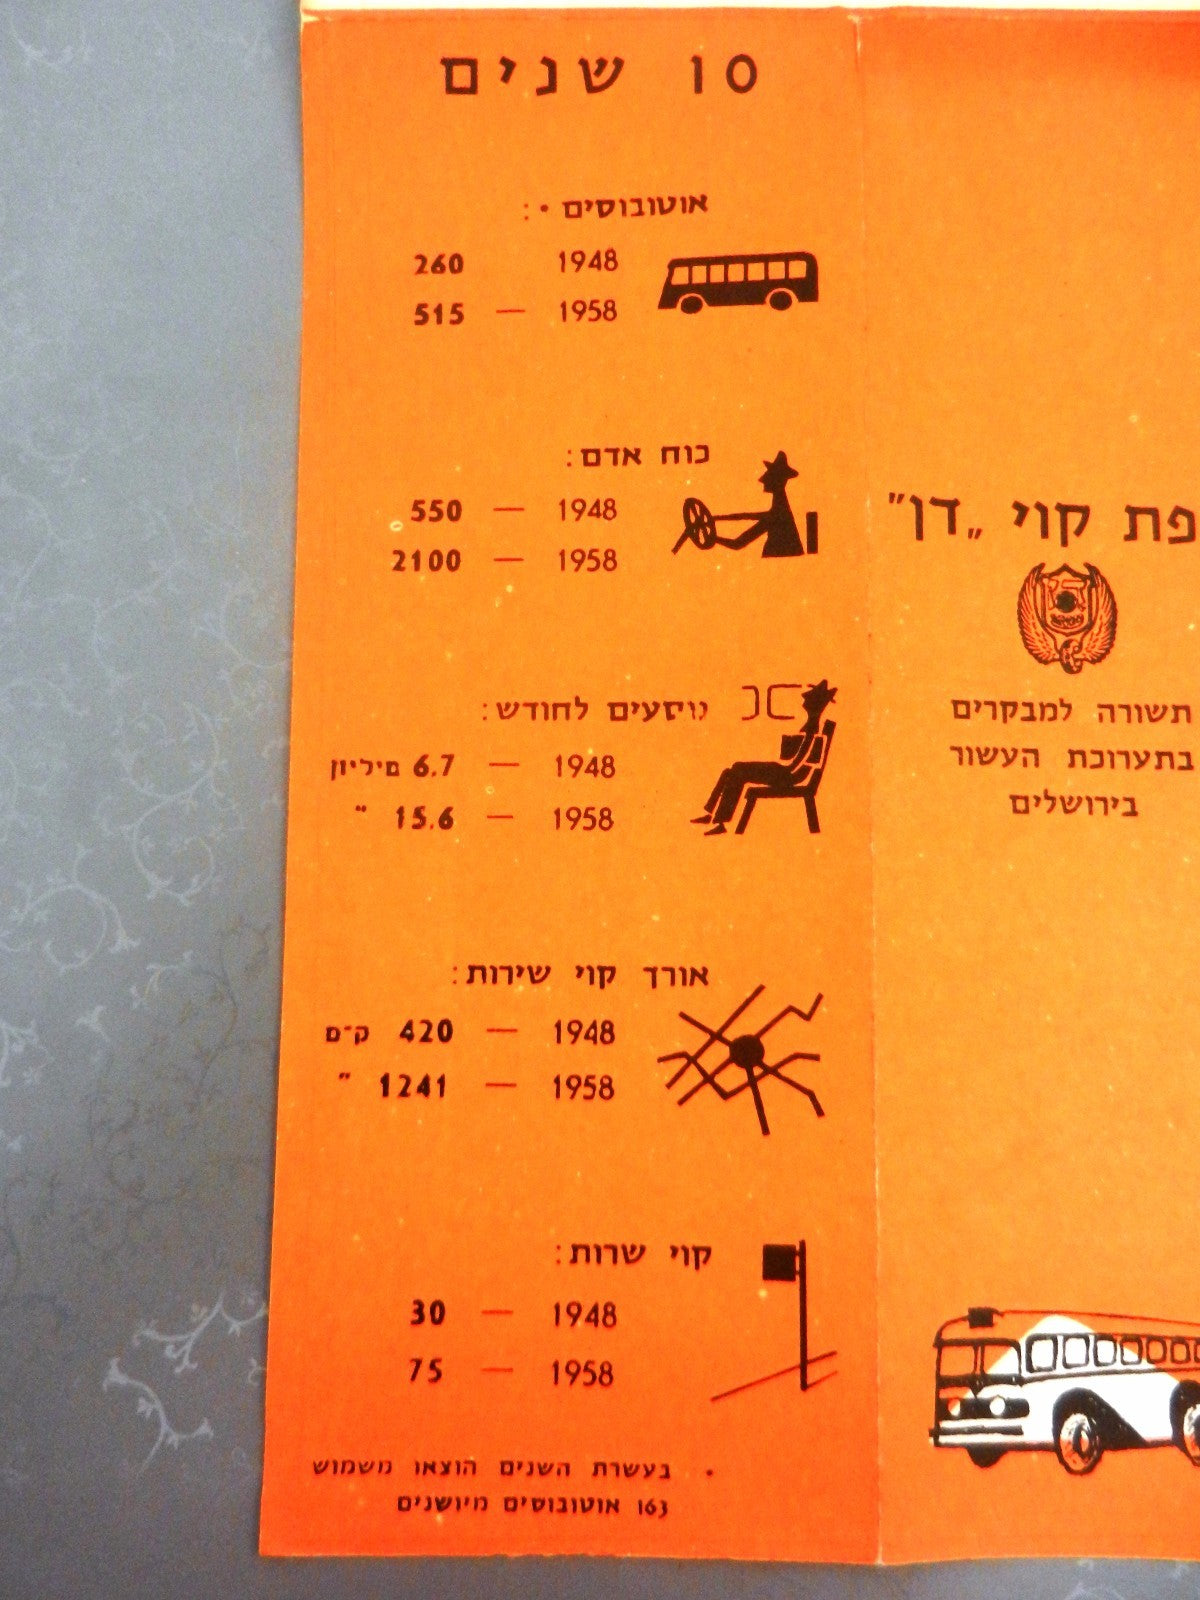 10 שנים
אוטובוסים • :
1948 260
1958 — 515
כוח אדם :
1948 — 550
1958 — 2100
נוסעים לחודש :
1948 — 6.7 מיליון
1958 — 15.6 "
אורך קוי שירות :
1948 — 420 ק״מ
1958 — 1241 "
קוי שרות :
1948 — 30
1958 — 75
• בעשרת השנים הוצאו משמוש
163 אוטובוסים מיושנים
פת קוי „דן"
תשורה למבקרים
בתערוכת העשור
בירושלים